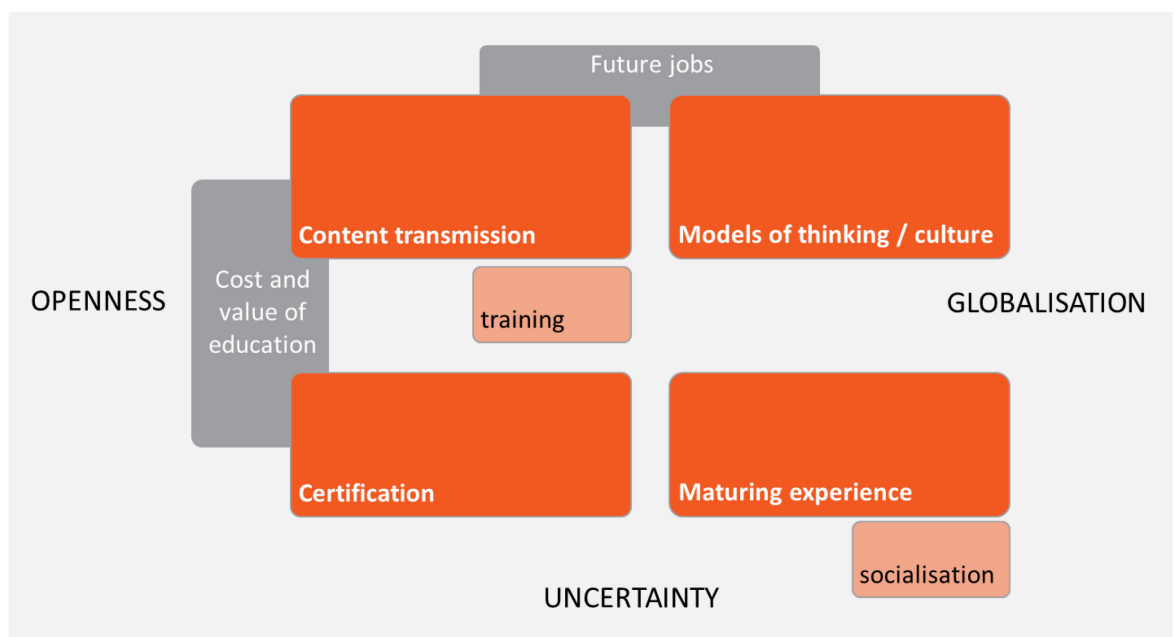 Future jobs
Content transmission
Models of thinking / culture
Cost and
value of
education
OPENNESS
GLOBALISATION
training
Certification
Maturing experience
socialisation
UNCERTAINTY